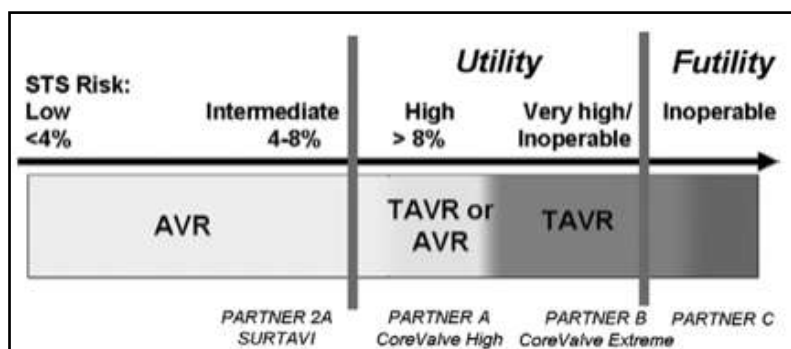 Utility
Futility
STS Risk:
Low
<4%
Intermediate
4-8%
High
> 8%
Very high/
Inoperable
Inoperable
AVR
TAVR or
AVR
TAVR
PARTNER 2A
SURTAVI
PARTNER A
CoreValve High
PARTNER B
CoreValve Extreme
PARTNER C